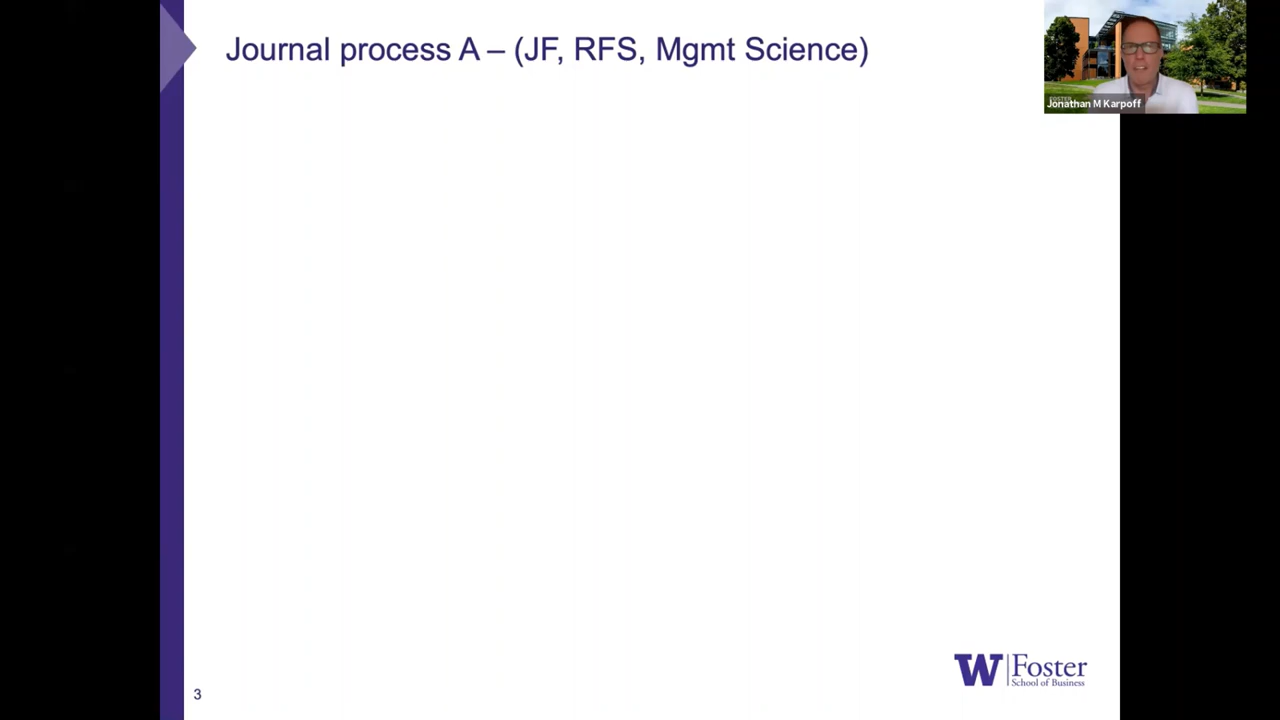 Journal process A – (JF, RFS, Mgmt Science)
Jonathan M Karpoff
W Foster
School of Business
3